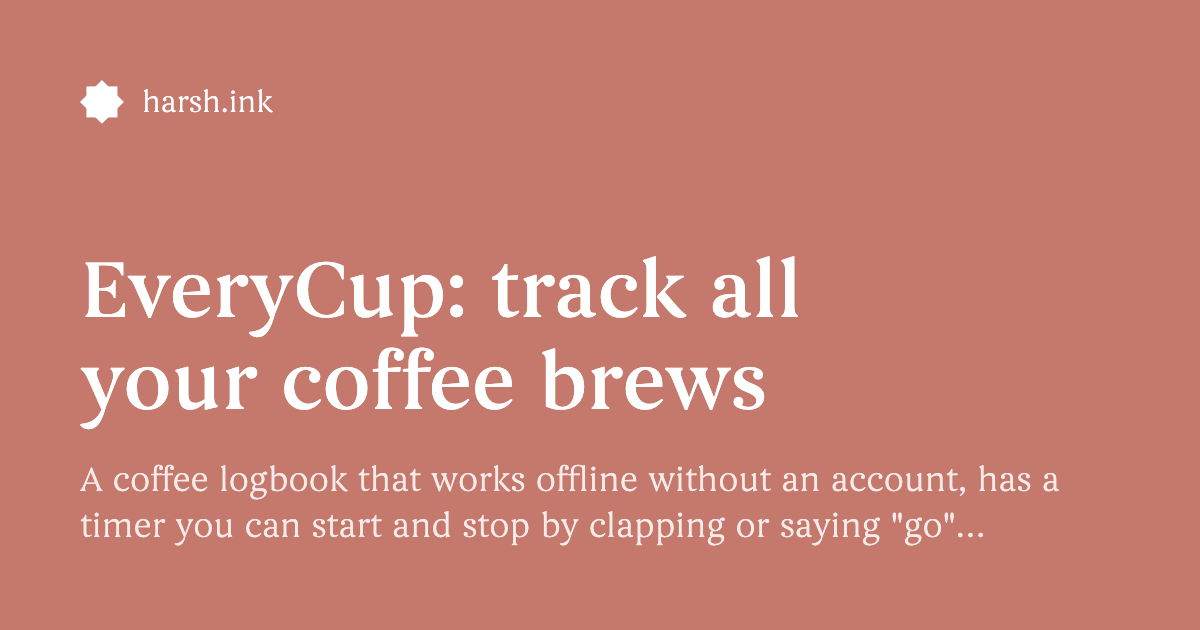 harsh.ink
EveryCup: track all
your coffee brews
A coffee logbook that works offline without an account, has a
timer you can start and stop by clapping or saying "go"...